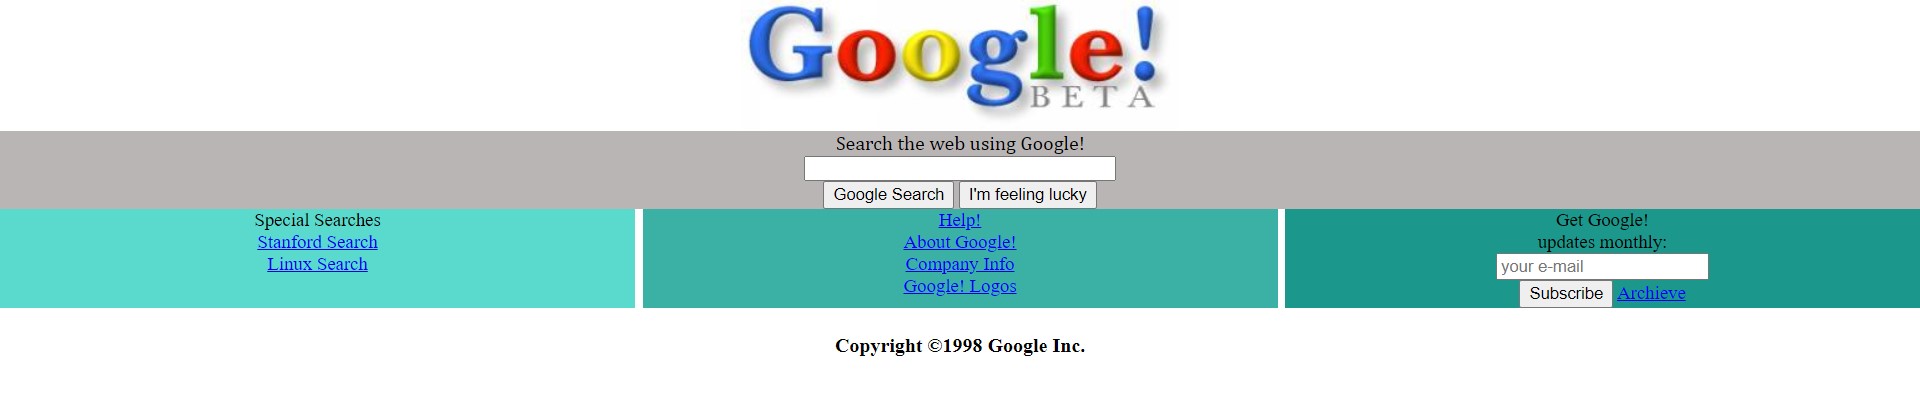 Google!
BETA
Search the web using Google!
Google Search I'm feeling lucky
Special Searches
Stanford Search
Linux Search
Help!
About Google!
Company Info
Google! Logos
Get Google!
updates monthly:
your e-mail
Subscribe Archieve
Copyright ©1998 Google Inc.